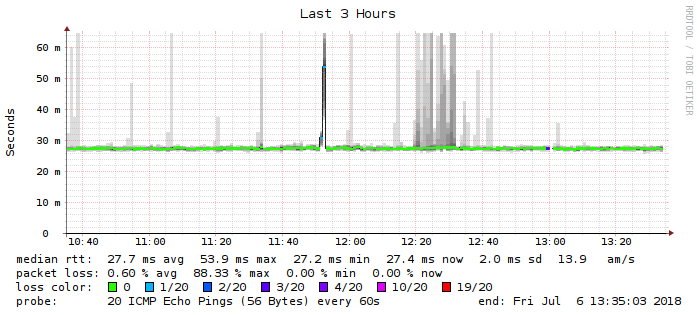 Last 3 Hours
RRDTOOL / TOBI OETIKER
Seconds
60 m
50 m
40 m
30 m
20 m
10 m
0
10:40 11:00 11:20 11:40 12:00 12:20 12:40 13:00 13:20
median rtt: 27.7 ms avg 53.9 ms max 27.2 ms min 27.4 ms now 2.0 ms sd 13.9 am/s
packet loss: 0.60 % avg 88.33 % max 0.00 % min 0.00 % now
loss color: 0 1/20 2/20 3/20 4/20 10/20 19/20
probe: 20 ICMP Echo Pings (56 Bytes) every 60s end: Fri Jul 6 13:35:03 2018